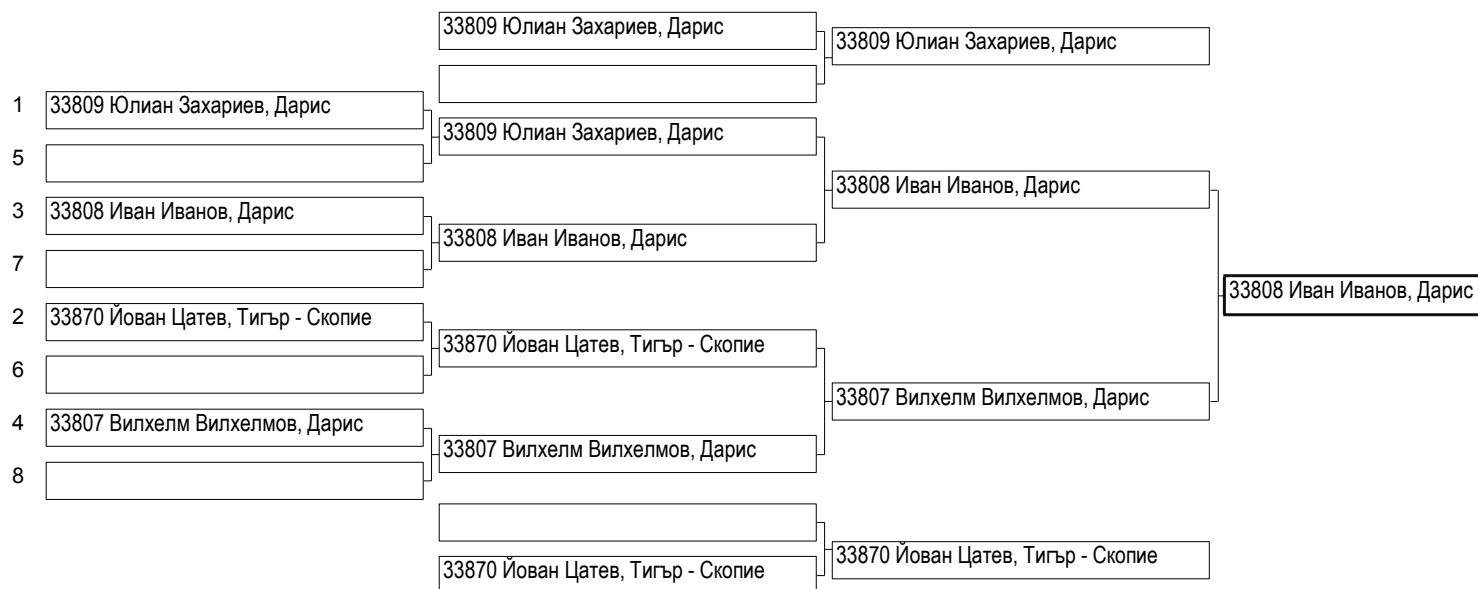 33809 Юлиан Захариев, Дарис
33809 Юлиан Захариев, Дарис
1 33809 Юлиан Захариев, Дарис
33809 Юлиан Захариев, Дарис
5
33808 Иван Иванов, Дарис
3 33808 Иван Иванов, Дарис
33808 Иван Иванов, Дарис
7
33808 Иван Иванов, Дарис
2 33870 Йован Цатев, Тигър - Скопие
33870 Йован Цатев, Тигър - Скопие
6
33807 Вилхелм Вилхелмов, Дарис
4 33807 Вилхелм Вилхелмов, Дарис
33807 Вилхелм Вилхелмов, Дарис
8
33870 Йован Цатев, Тигър - Скопие
33870 Йован Цатев, Тигър - Скопие